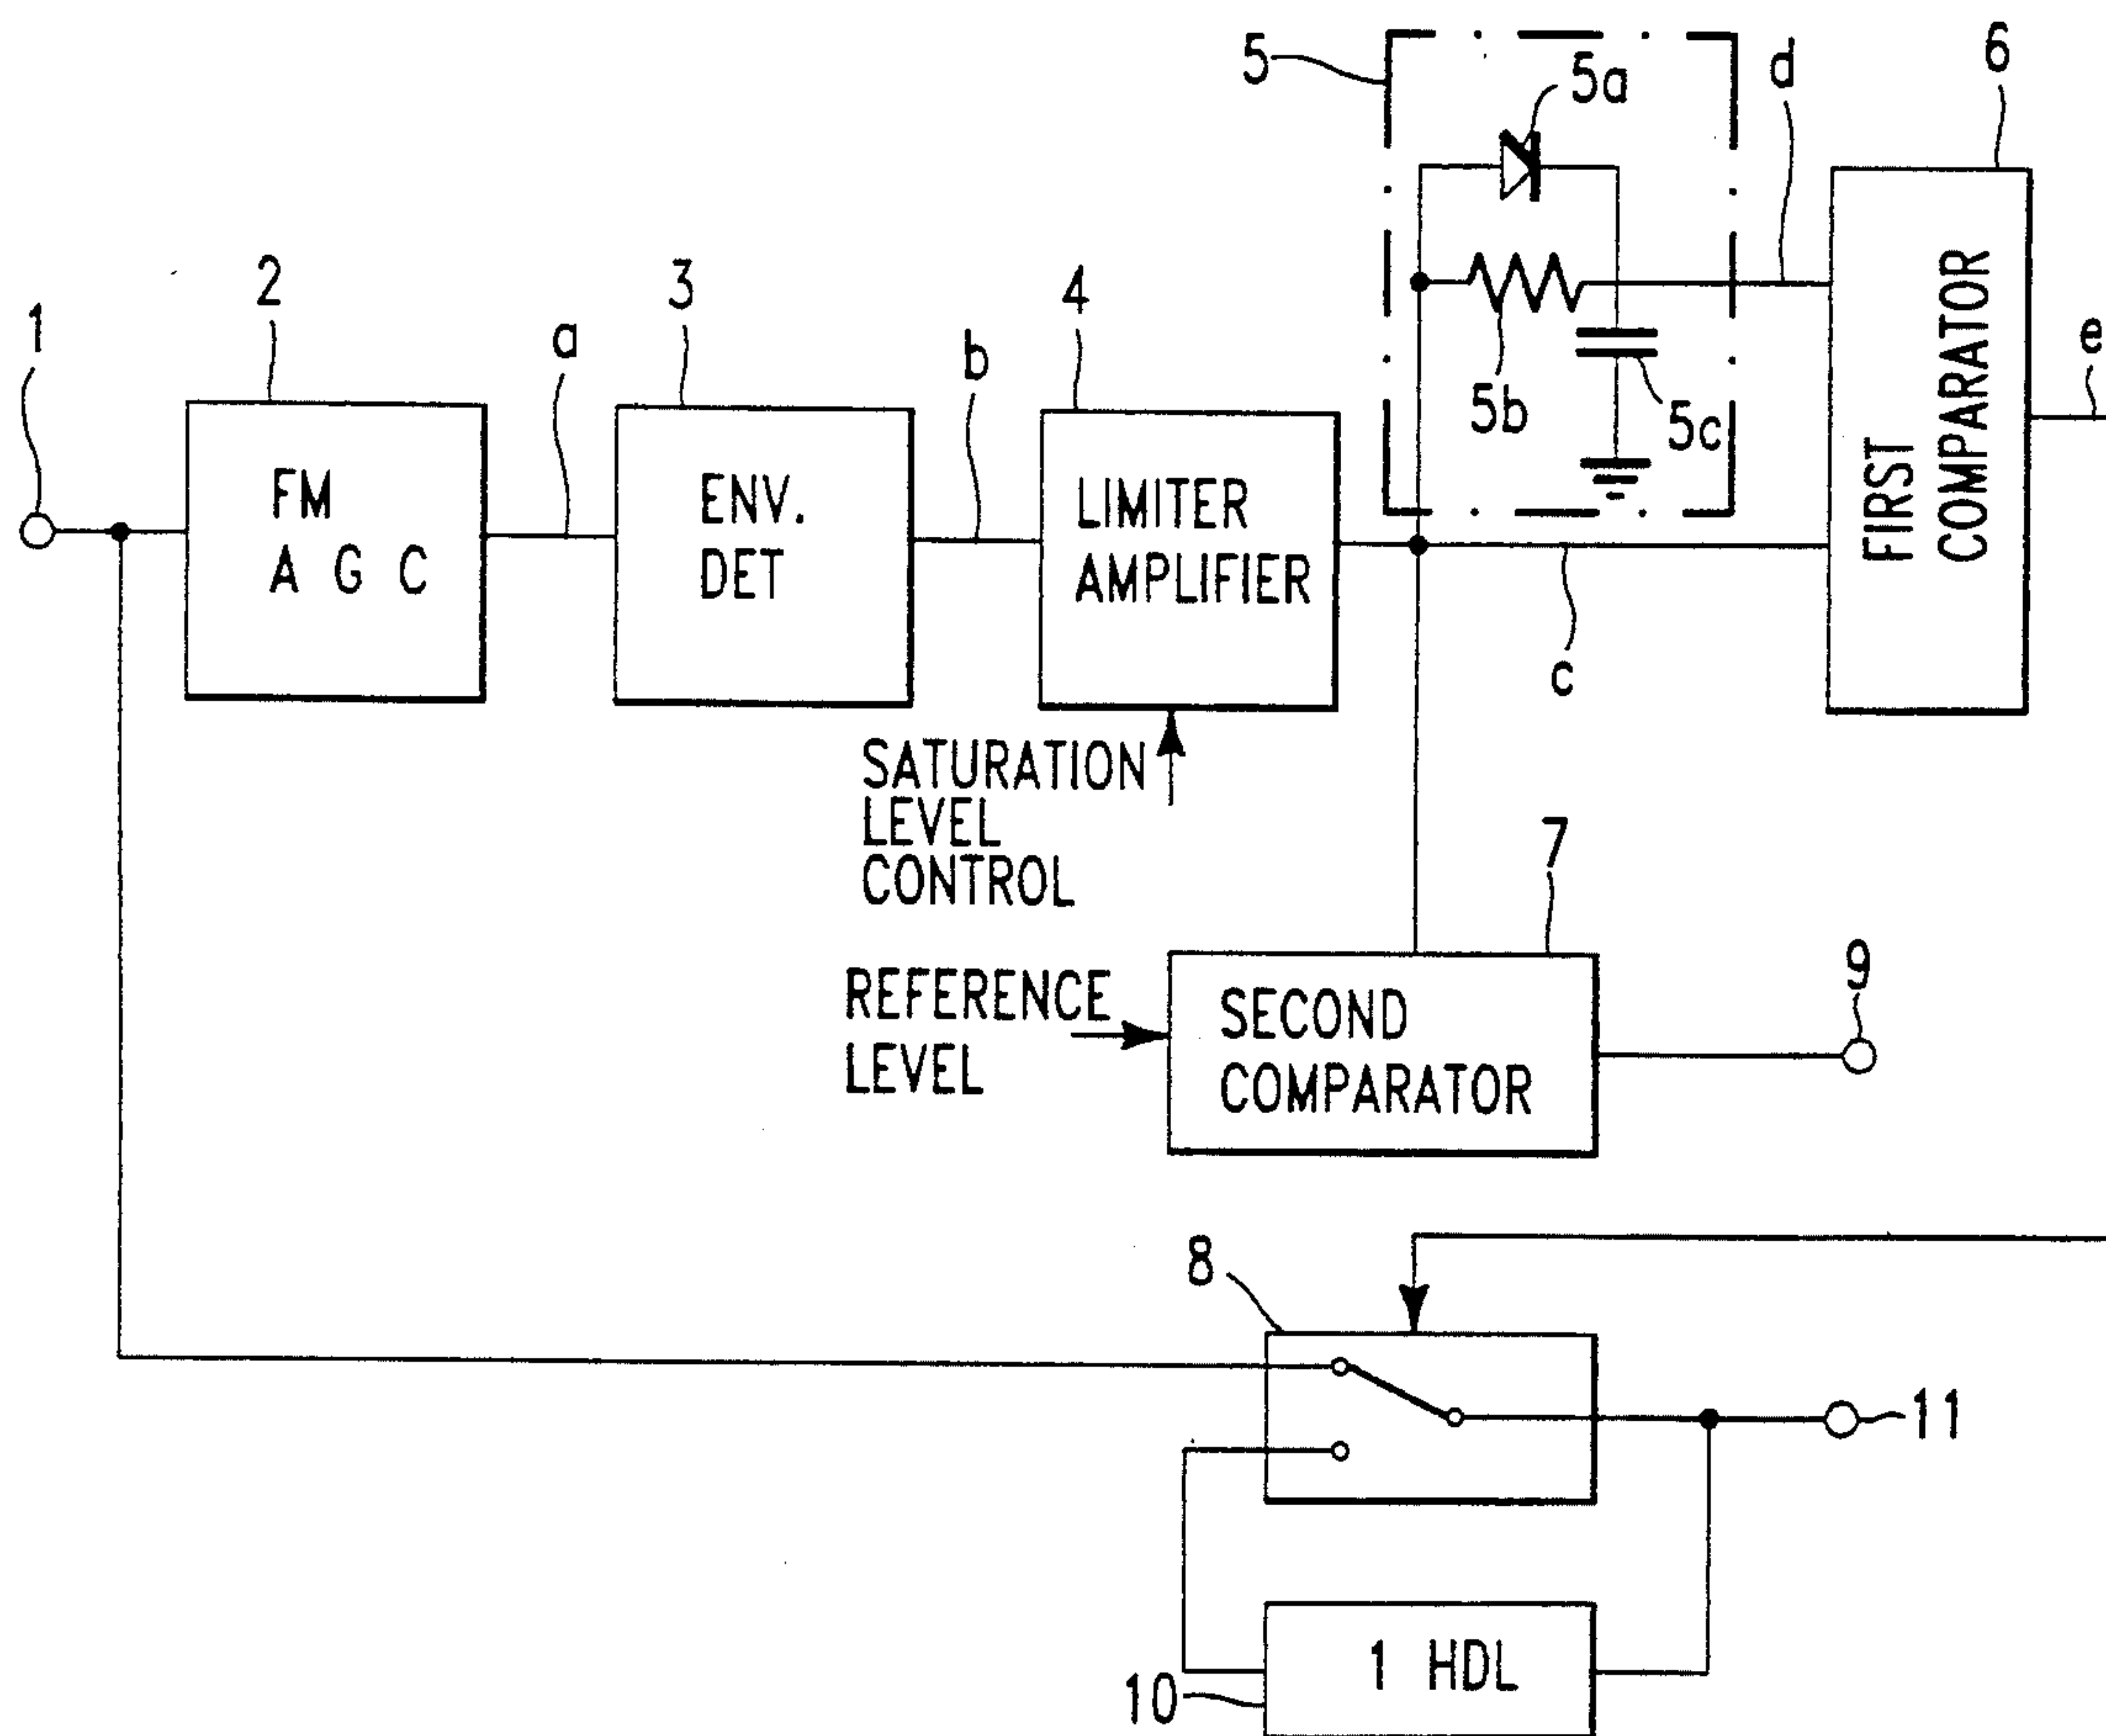 5
5a
d
6
5b
5c
FIRST
COMPARATOR
e
1
2
a
3
b
4
FM
A G C
ENV.
DET
LIMITER
AMPLIFIER
c
SATURATION
LEVEL
CONTROL
7
REFERENCE
LEVEL
SECOND
COMPARATOR
9
8
11
1 HDL
10